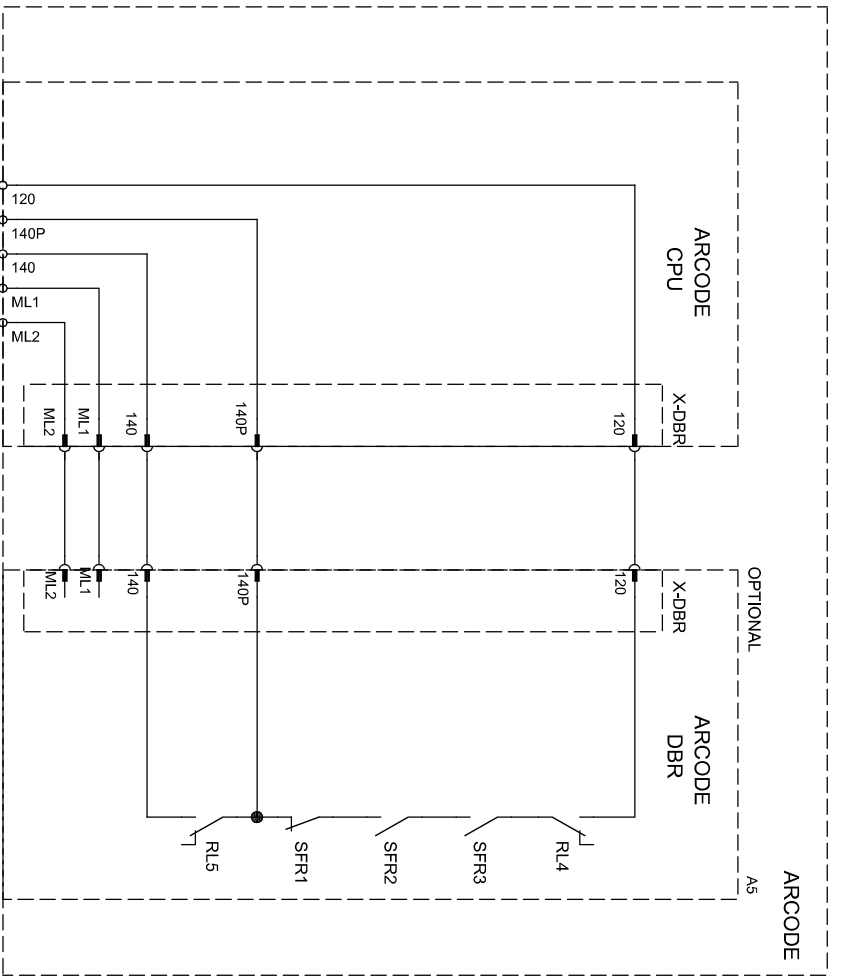 120
140P
140
ML1
ML2
ARCODE
CPU
X-DBR
ML2
ML1
140
140P
120
OPTIONAL
X-DBR
ML2
ML1
140
140P
120
ARCODE
DBR
RL5
SFR1
SFR2
SFR3
RL4
A5
ARCODE